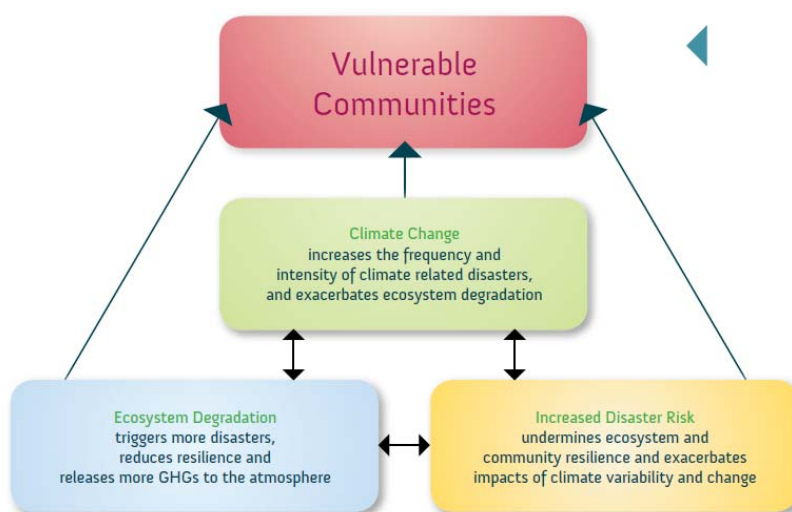 Vulnerable
Communities
Climate Change
increases the frequency and
intensity of climate related disasters,
and exacerbates ecosystem degradation
Ecosystem Degradation
triggers more disasters,
reduces resilience and
releases more GHGs to the atmosphere
Increased Disaster Risk
undermines ecosystem and
community resilience and exacerbates
impacts of climate variability and change